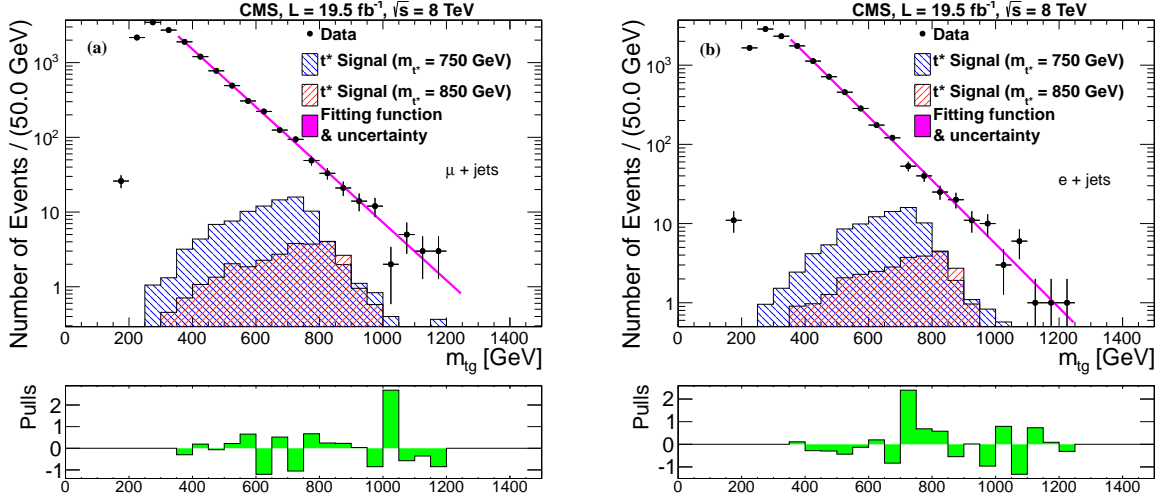 CMS, L = 19.5 fb⁻¹, √s = 8 TeV
(a)
Number of Events / (50.0 GeV)
10³
10²
10
1
Data
t* Signal (m_t* = 750 GeV)
t* Signal (m_t* = 850 GeV)
Fitting function
& uncertainty
μ + jets
0 200 400 600 800 1000 1200 1400
m_tg [GeV]
Pulls
2
1
0
-1
0 200 400 600 800 1000 1200 1400
CMS, L = 19.5 fb⁻¹, √s = 8 TeV
(b)
Number of Events / (50.0 GeV)
10³
10²
10
1
Data
t* Signal (m_t* = 750 GeV)
t* Signal (m_t* = 850 GeV)
Fitting function
& uncertainty
e + jets
0 200 400 600 800 1000 1200 1400
m_tg [GeV]
Pulls
2
1
0
-1
0 200 400 600 800 1000 1200 1400